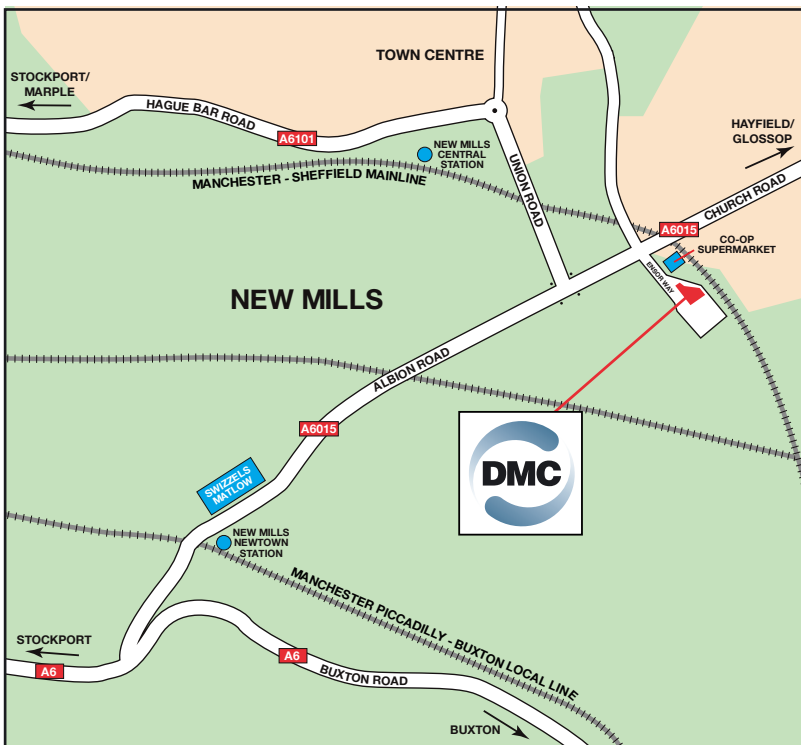 TOWN CENTRE
STOCKPORT/
MARPLE
HAGUE BAR ROAD
A6101
NEW MILLS
CENTRAL
STATION
HAYFIELD/
GLOSSOP
MANCHESTER - SHEFFIELD MAINLINE
UNION ROAD
CHURCH ROAD
A6015
CO-OP
SUPERMARKET
ENSOR WAY
NEW MILLS
ALBION ROAD
A6015
DMC
SWIZZELS
MATLOW
NEW MILLS
NEWTOWN
STATION
MANCHESTER PICCADILLY - BUXTON LOCAL LINE
STOCKPORT
A6
A6
BUXTON ROAD
BUXTON